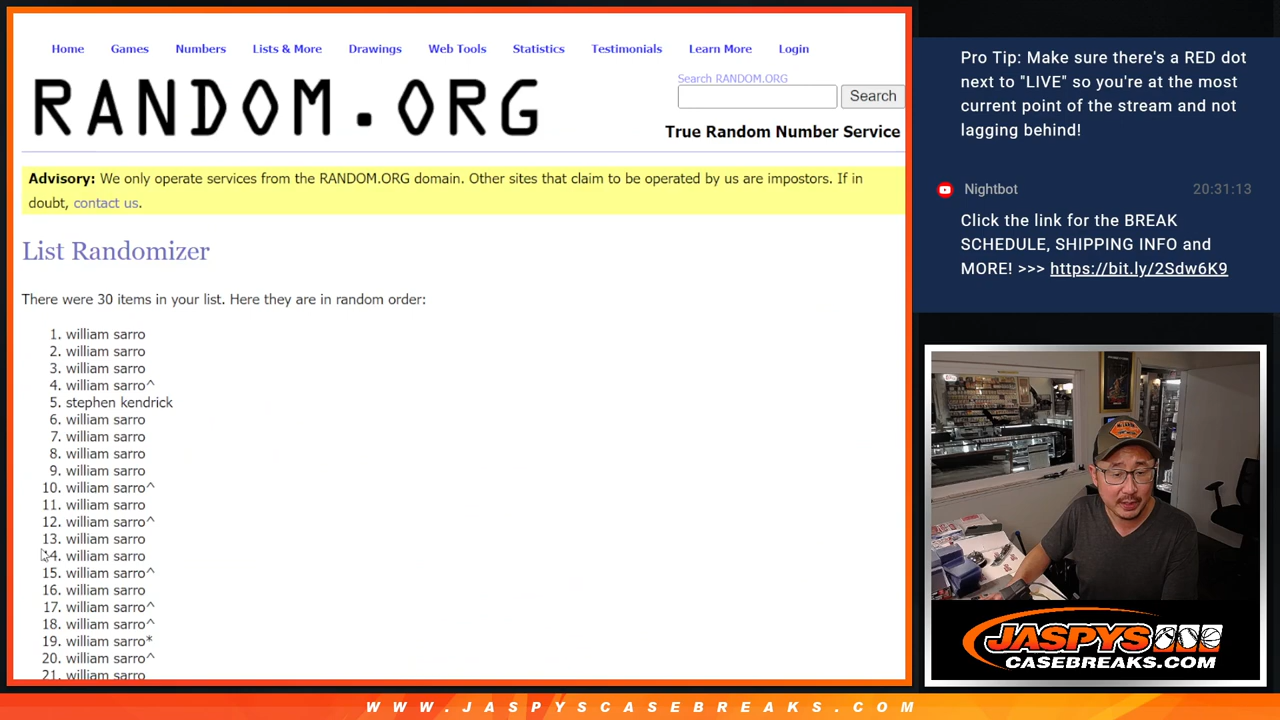 Home Games Numbers Lists & More Drawings Web Tools Statistics Testimonials Learn More Login
RANDOM.ORG
Search RANDOM.ORG
Search
True Random Number Service
Advisory: We only operate services from the RANDOM.ORG domain. Other sites that claim to be operated by us are impostors. If in
doubt, contact us.
List Randomizer
There were 30 items in your list. Here they are in random order:
1. william sarro
2. william sarro
3. william sarro
4. william sarro^
5. stephen kendrick
6. william sarro
7. william sarro
8. william sarro
9. william sarro
10. william sarro^
11. william sarro
12. william sarro^
13. william sarro
14. william sarro
15. william sarro^
16. william sarro
17. william sarro^
18. william sarro^
19. william sarro*
20. william sarro^
21. william sarro
Pro Tip: Make sure there's a RED dot
next to "LIVE" so you're at the most
current point of the stream and not
lagging behind!
Nightbot 20:31:13
Click the link for the BREAK
SCHEDULE, SHIPPING INFO and
MORE! >>> https://bit.ly/2Sdw6K9
JASPYS
CASEBREAKS.COM
WWW.JASPYSCASEBREAKS.COM